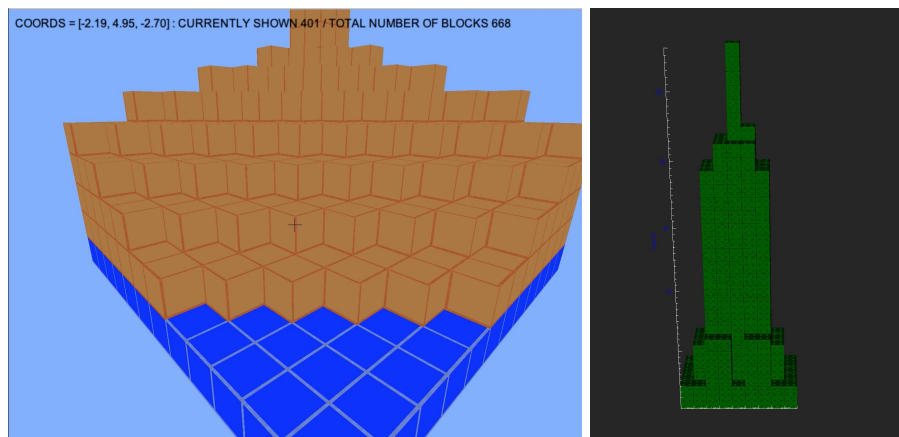 COORDS = [-2.19, 4.95, -2.70] : CURRENTLY SHOWN 401 / TOTAL NUMBER OF BLOCKS 668